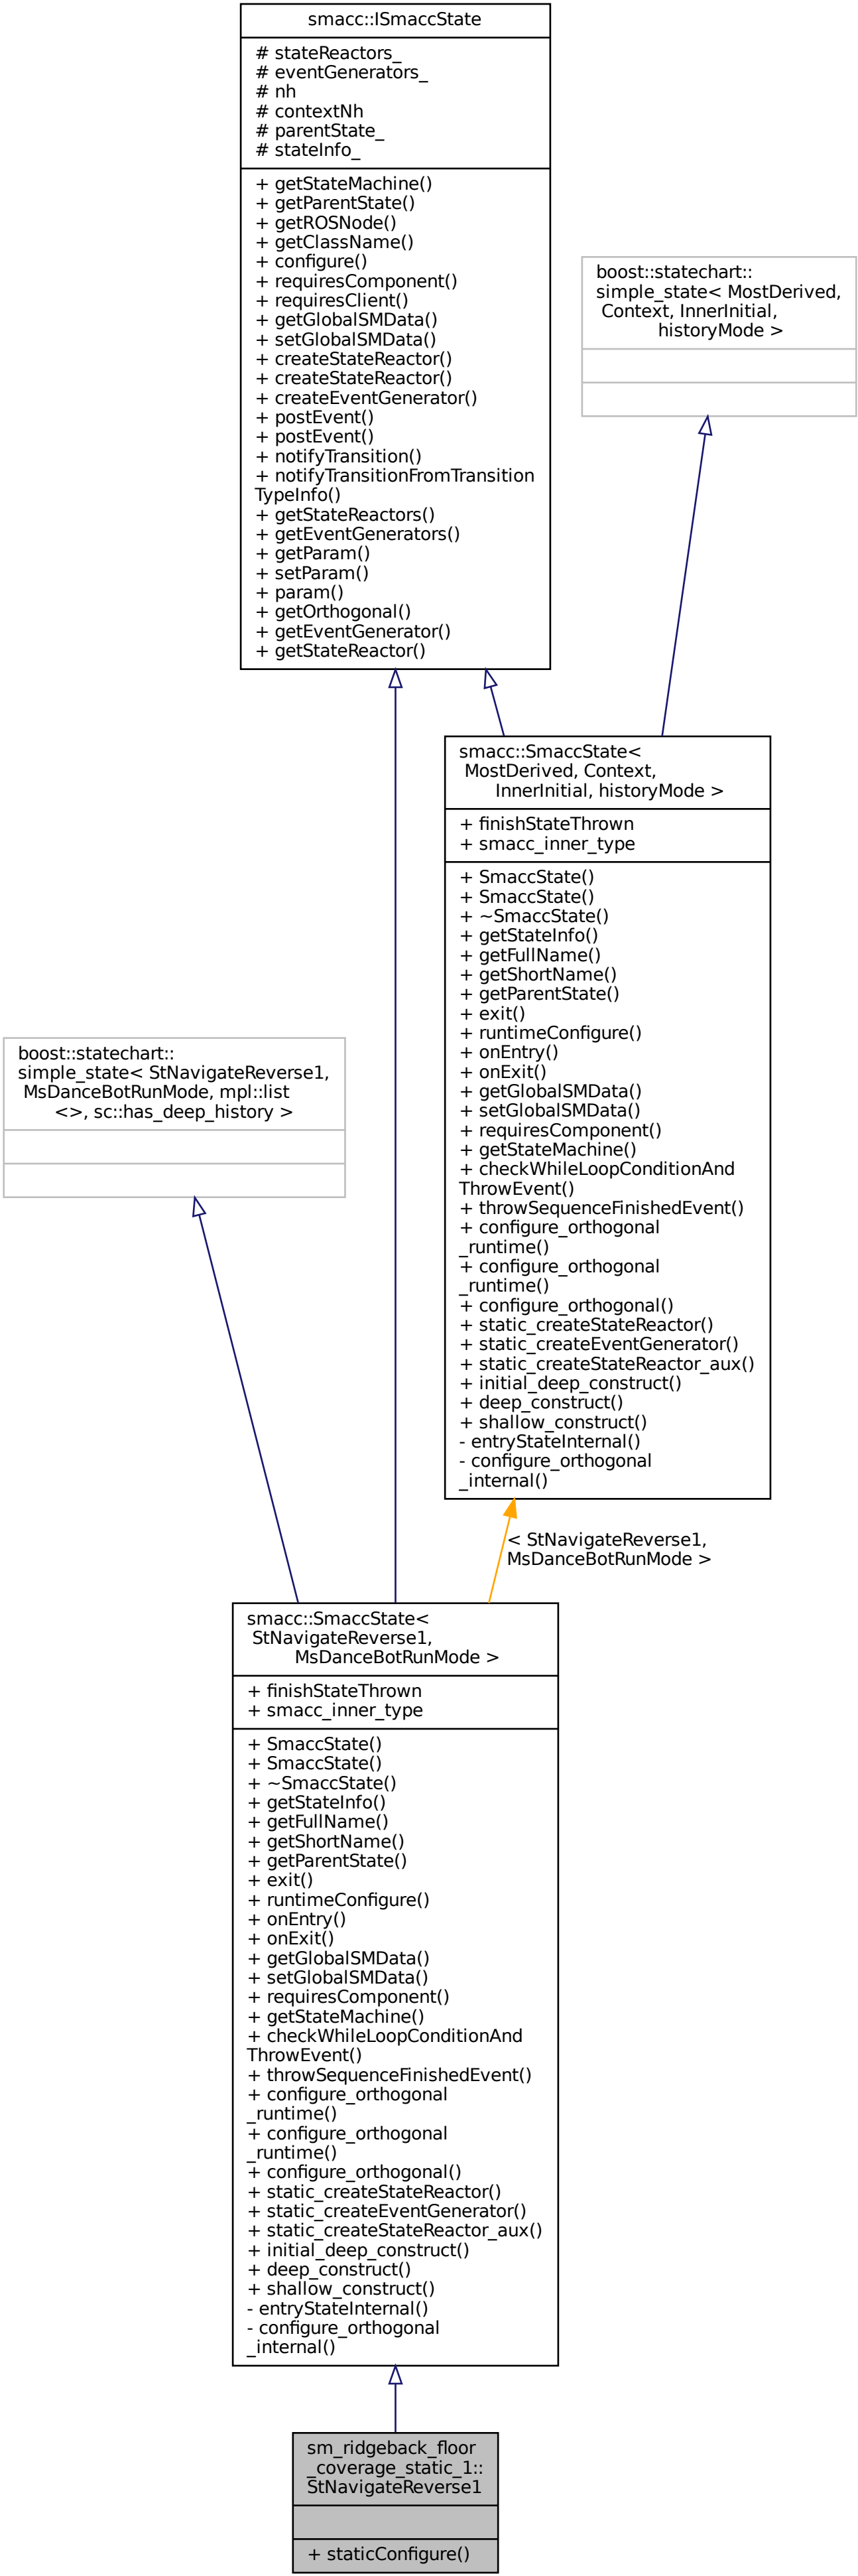 smacc::ISmaccState
# stateReactors_
# eventGenerators_
# nh
# contextNh
# parentState_
# stateInfo_
+ getStateMachine()
+ getParentState()
+ getROSNode()
+ getClassName()
+ configure()
+ requiresComponent()
+ requiresClient()
+ getGlobalSMData()
+ setGlobalSMData()
+ createStateReactor()
+ createStateReactor()
+ createEventGenerator()
+ postEvent()
+ postEvent()
+ notifyTransition()
+ notifyTransitionFromTransition
TypeInfo()
+ getStateReactors()
+ getEventGenerators()
+ getParam()
+ setParam()
+ param()
+ getOrthogonal()
+ getEventGenerator()
+ getStateReactor()
boost::statechart::
simple_state< MostDerived,
Context, InnerInitial,
historyMode >
smacc::SmaccState<
MostDerived, Context,
InnerInitial, historyMode >
+ finishStateThrown
+ smacc_inner_type
+ SmaccState()
+ SmaccState()
+ ~SmaccState()
+ getStateInfo()
+ getFullName()
+ getShortName()
+ getParentState()
+ exit()
+ runtimeConfigure()
+ onEntry()
+ onExit()
+ getGlobalSMData()
+ setGlobalSMData()
+ requiresComponent()
+ getStateMachine()
+ checkWhileLoopConditionAnd
ThrowEvent()
+ throwSequenceFinishedEvent()
+ configure_orthogonal
_runtime()
+ configure_orthogonal
_runtime()
+ configure_orthogonal()
+ static_createStateReactor()
+ static_createEventGenerator()
+ static_createStateReactor_aux()
+ initial_deep_construct()
+ deep_construct()
+ shallow_construct()
- entryStateInternal()
- configure_orthogonal
_internal()
boost::statechart::
simple_state< StNavigateReverse1,
MsDanceBotRunMode, mpl::list
<>, sc::has_deep_history >
< StNavigateReverse1,
MsDanceBotRunMode >
smacc::SmaccState<
StNavigateReverse1,
MsDanceBotRunMode >
+ finishStateThrown
+ smacc_inner_type
+ SmaccState()
+ SmaccState()
+ ~SmaccState()
+ getStateInfo()
+ getFullName()
+ getShortName()
+ getParentState()
+ exit()
+ runtimeConfigure()
+ onEntry()
+ onExit()
+ getGlobalSMData()
+ setGlobalSMData()
+ requiresComponent()
+ getStateMachine()
+ checkWhileLoopConditionAnd
ThrowEvent()
+ throwSequenceFinishedEvent()
+ configure_orthogonal
_runtime()
+ configure_orthogonal
_runtime()
+ configure_orthogonal()
+ static_createStateReactor()
+ static_createEventGenerator()
+ static_createStateReactor_aux()
+ initial_deep_construct()
+ deep_construct()
+ shallow_construct()
- entryStateInternal()
- configure_orthogonal
_internal()
sm_ridgeback_floor
_coverage_static_1::
StNavigateReverse1
+ staticConfigure()